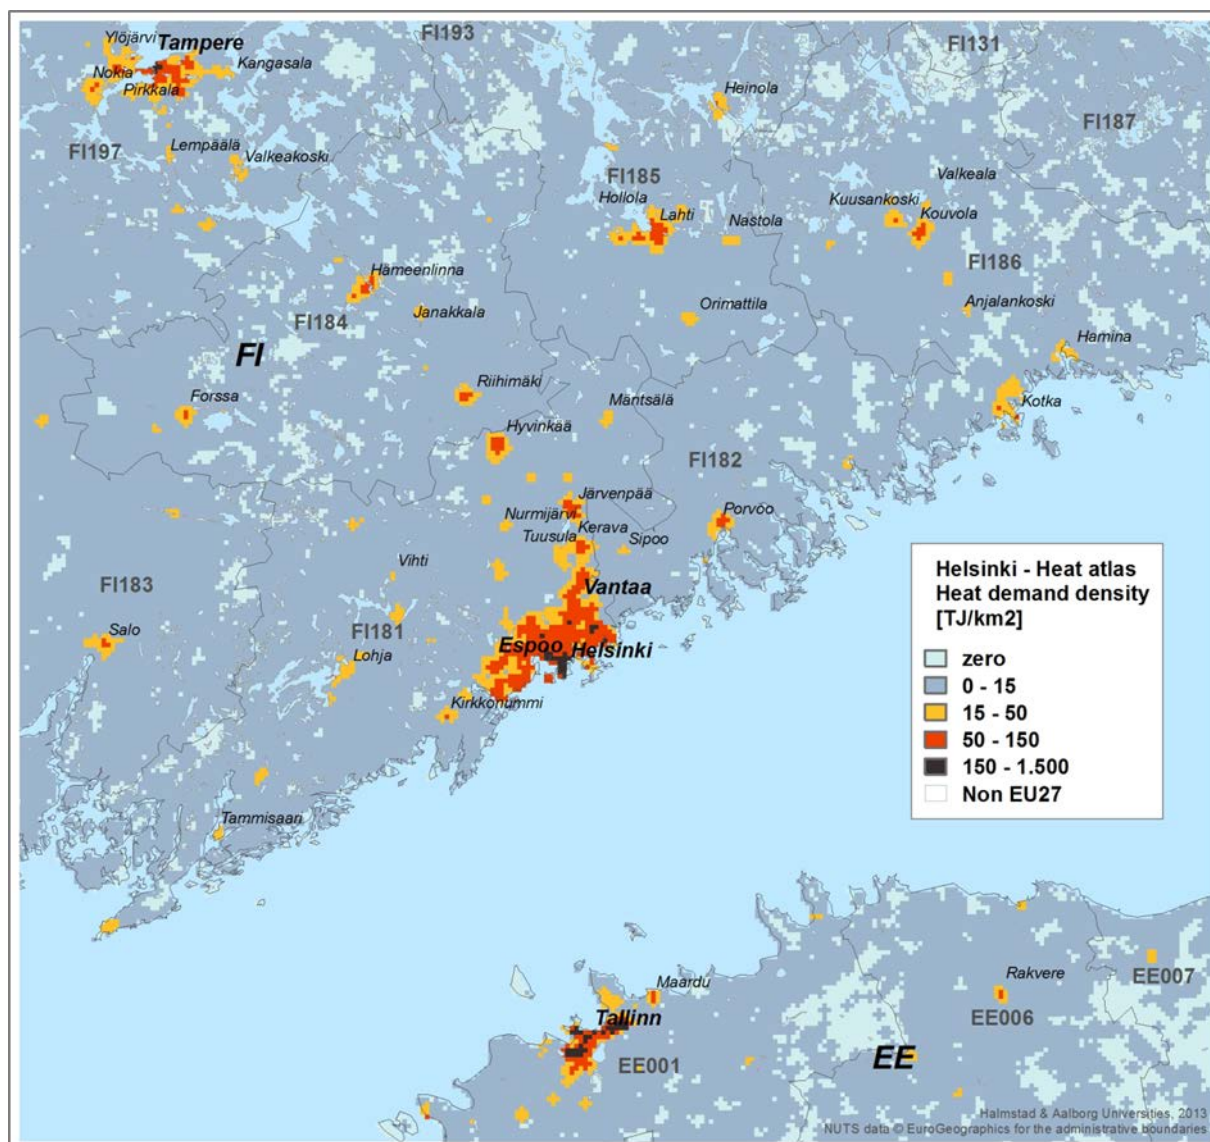 FI193
FI131
Ylöjärvi
Tampere
Kangasala
Nokia
Pirkkala
Heinola
FI187
FI197
Lempäälä
Valkeakoski
FI185
Valkeala
Hollola
Kuusankoski
Lahti
Nastola
Kouvola
FI186
Hämeenlinna
Janakkala
Orimattila
Anjalankoski
FI184
Hamina
FI
Riihimäki
Forssa
Mäntsälä
Kotka
Hyvinkää
FI182
Järvenpää
Nurmijärvi
Kerava
Porvoo
Tuusula
Sipoo
Vihti
FI183
Vantaa
Salo
FI181
Espoo
Helsinki
Lohja
Kirkkonummi
Tammisaari
Helsinki - Heat atlas
Heat demand density
[TJ/km2]
zero
0 - 15
15 - 50
50 - 150
150 - 1.500
Non EU27
Maardu
Rakvere
EE007
Tallinn
EE006
EE001
EE
Halmstad & Aalborg Universities, 2013
NUTS data © EuroGeographics for the administrative boundaries